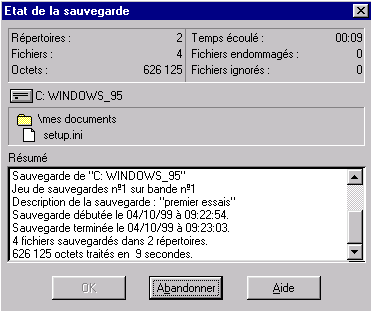 Etat de la sauvegarde
Répertoires : 2 Temps écoulé : 00:09
Fichiers : 4 Fichiers endommagés : 0
Octets : 626 125 Fichiers ignorés : 0
C: WINDOWS_95
\mes documents
setup.ini
Résumé
Sauvegarde de "C: WINDOWS_95"
Jeu de sauvegardes nº1 sur bande nº1
Description de la sauvegarde : "premier essais"
Sauvegarde débutée le 04/10/99 à 09:22:54.
Sauvegarde terminée le 04/10/99 à 09:23:03.
4 fichiers sauvegardés dans 2 répertoires.
626 125 octets traités en 9 secondes.
OK Abandonner Aide